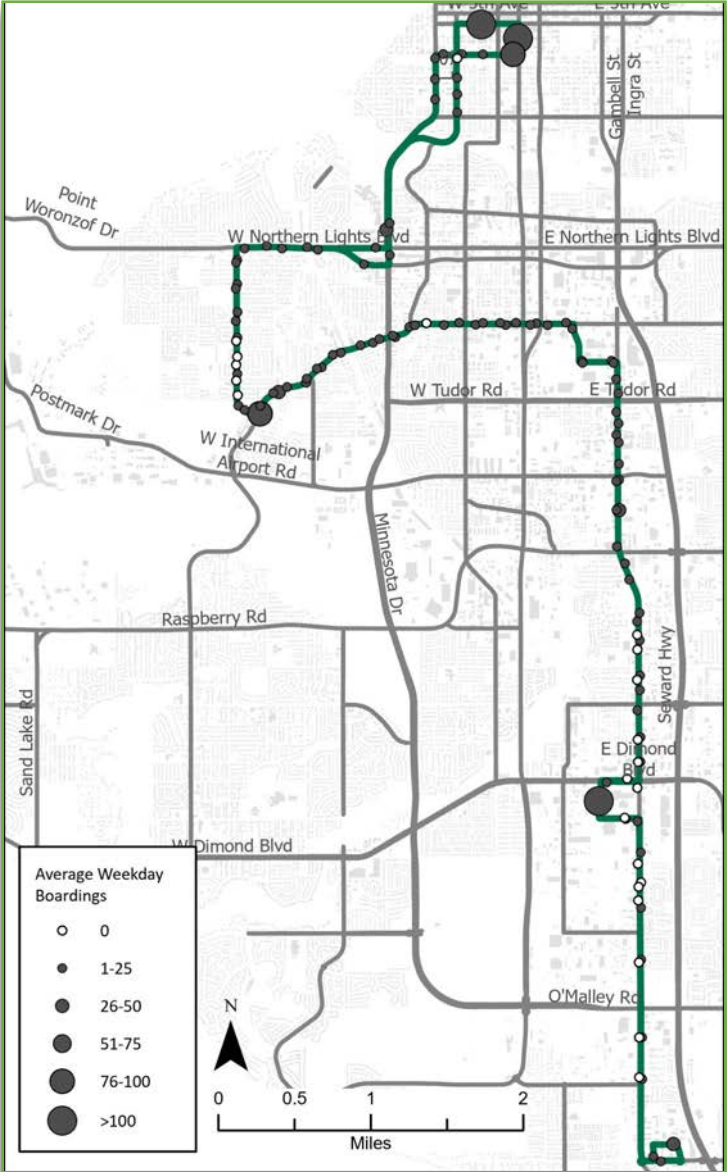 W 5th Ave
E 5th Ave
Gambell St
Ingra St
Point
Woronzof Dr
W Northern Lights Blvd
E Northern Lights Blvd
Postmark Dr
W Tudor Rd
E Tudor Rd
W International
Airport Rd
Minnesota Dr
Raspberry Rd
Sand Lake Rd
Seward Hwy
E Dimond
Blvd
W Dimond Blvd
O'Malley Rd
Average Weekday
Boardings
0
1-25
26-50
51-75
76-100
>100
N
0 0.5 1 2
Miles